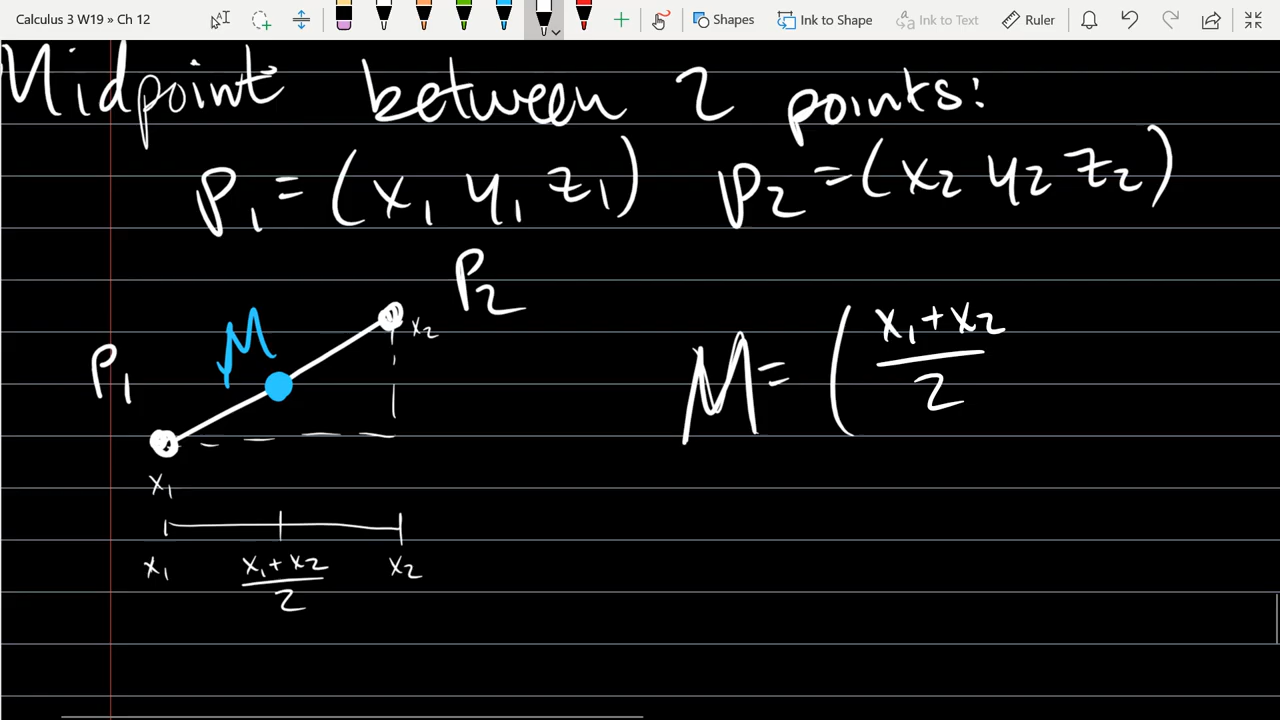 Calculus 3 W19 » Ch 12 Shapes Ink to Shape Ink to Text Ruler
Midpoint between 2 points:
P₁ = (x₁ y₁ z₁) P₂ = (x₂ y₂ z₂)
P₂
M
x₂
P₁
M = ( (x₁+x₂)/2
x₁
x₁ (x₁+x₂)/2 x₂